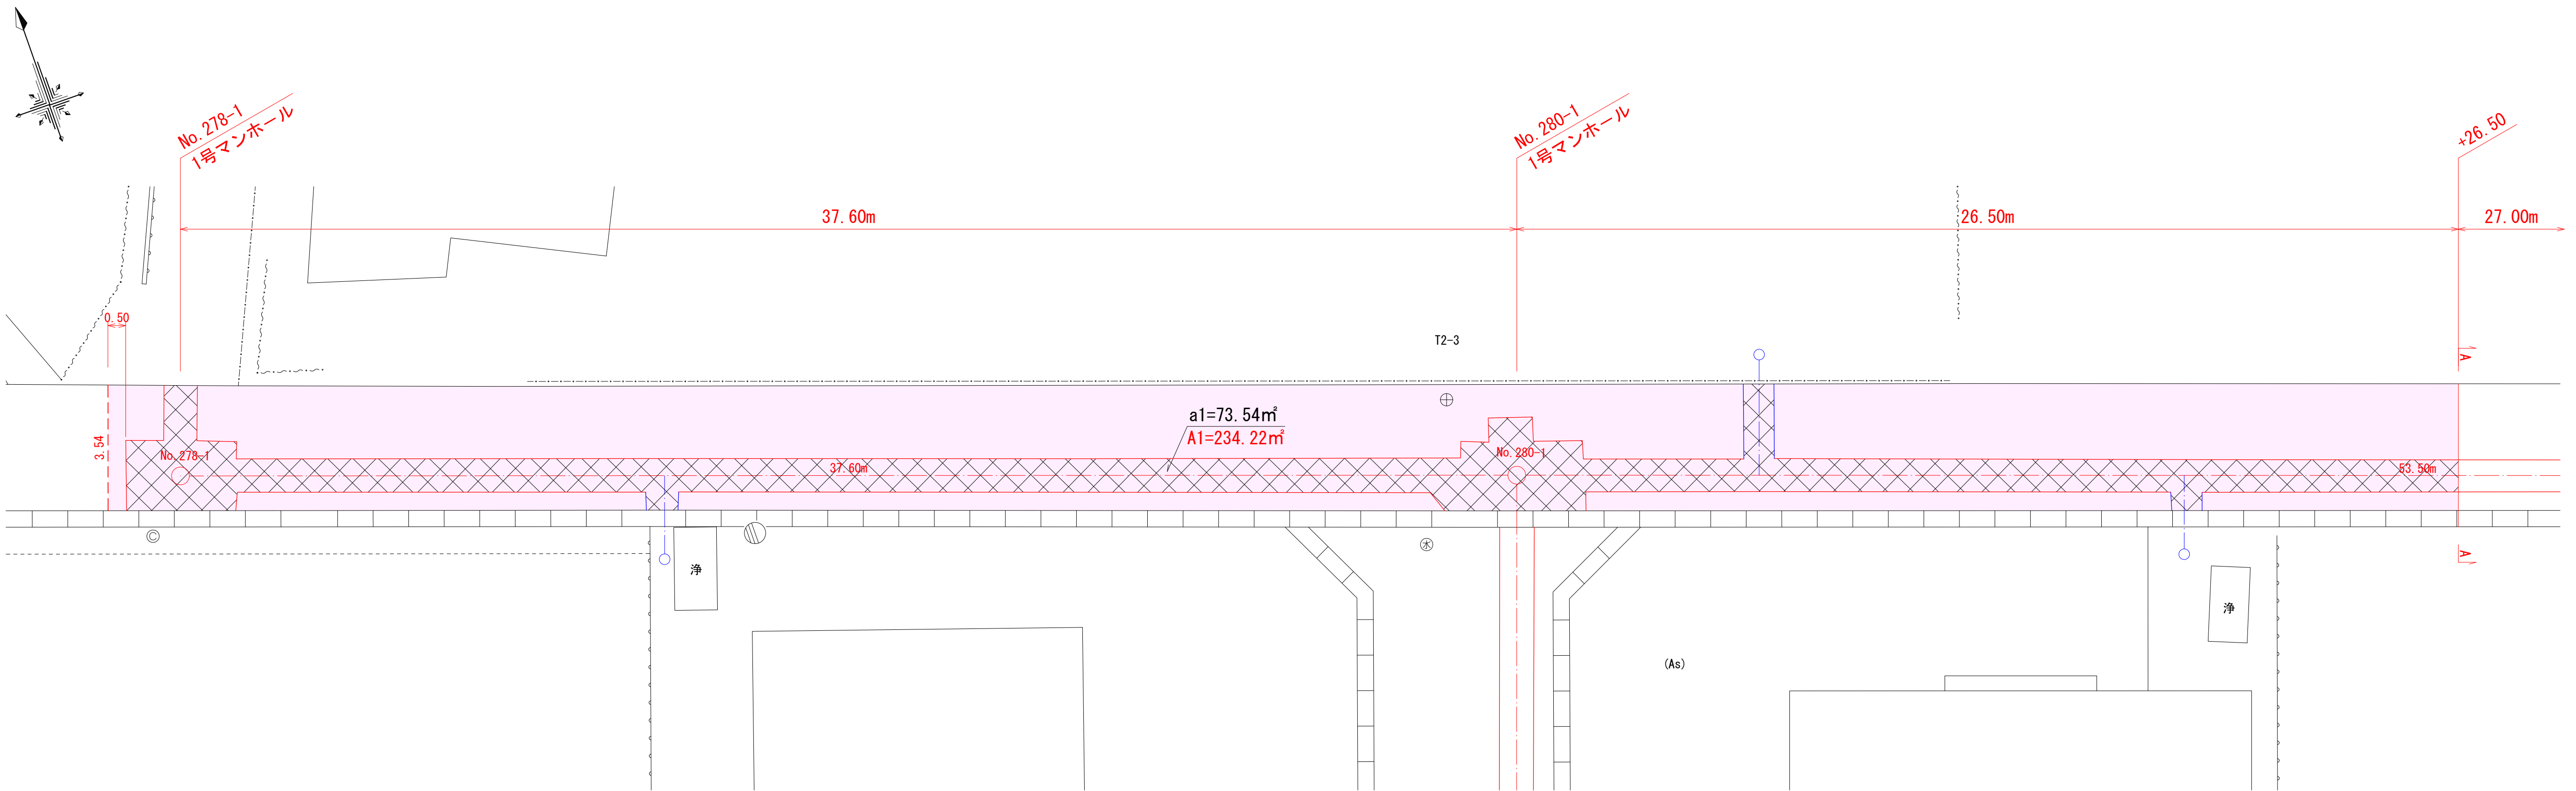 No.278-1
1号マンホール
No.280-1
1号マンホール
+26.50
37.60m
26.50m
27.00m
0.50
T2-3
A
3.54
a1=73.54㎡
A1=234.22㎡
No.278-1
37.60m
No.280-1
53.50m
Ⓒ
水
A
浄
浄
(As)